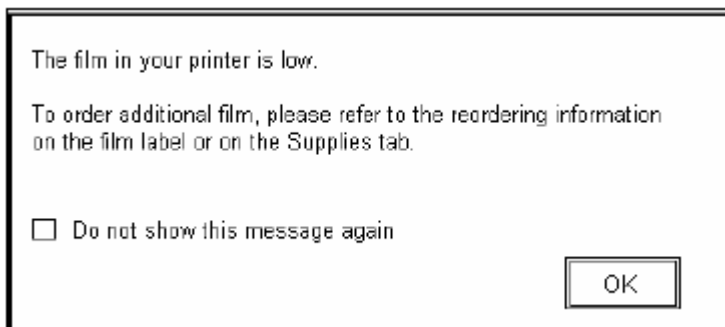 The film in your printer is low.
To order additional film, please refer to the reordering information
on the film label or on the Supplies tab.
Do not show this message again
OK